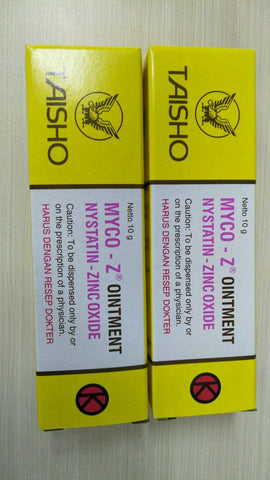 TAISHO
Netto 10 g
MYCO - Z® OINTMENT
NYSTATIN - ZINC OXIDE
Caution: To be dispensed only by or
on the prescription of a physician.
HARUS DENGAN RESEP DOKTER
K
TAISHO
Netto 10 g
MYCO - Z® OINTMENT
NYSTATIN - ZINC OXIDE
Caution: To be dispensed only by or
on the prescription of a physician.
HARUS DENGAN RESEP DOKTER
K